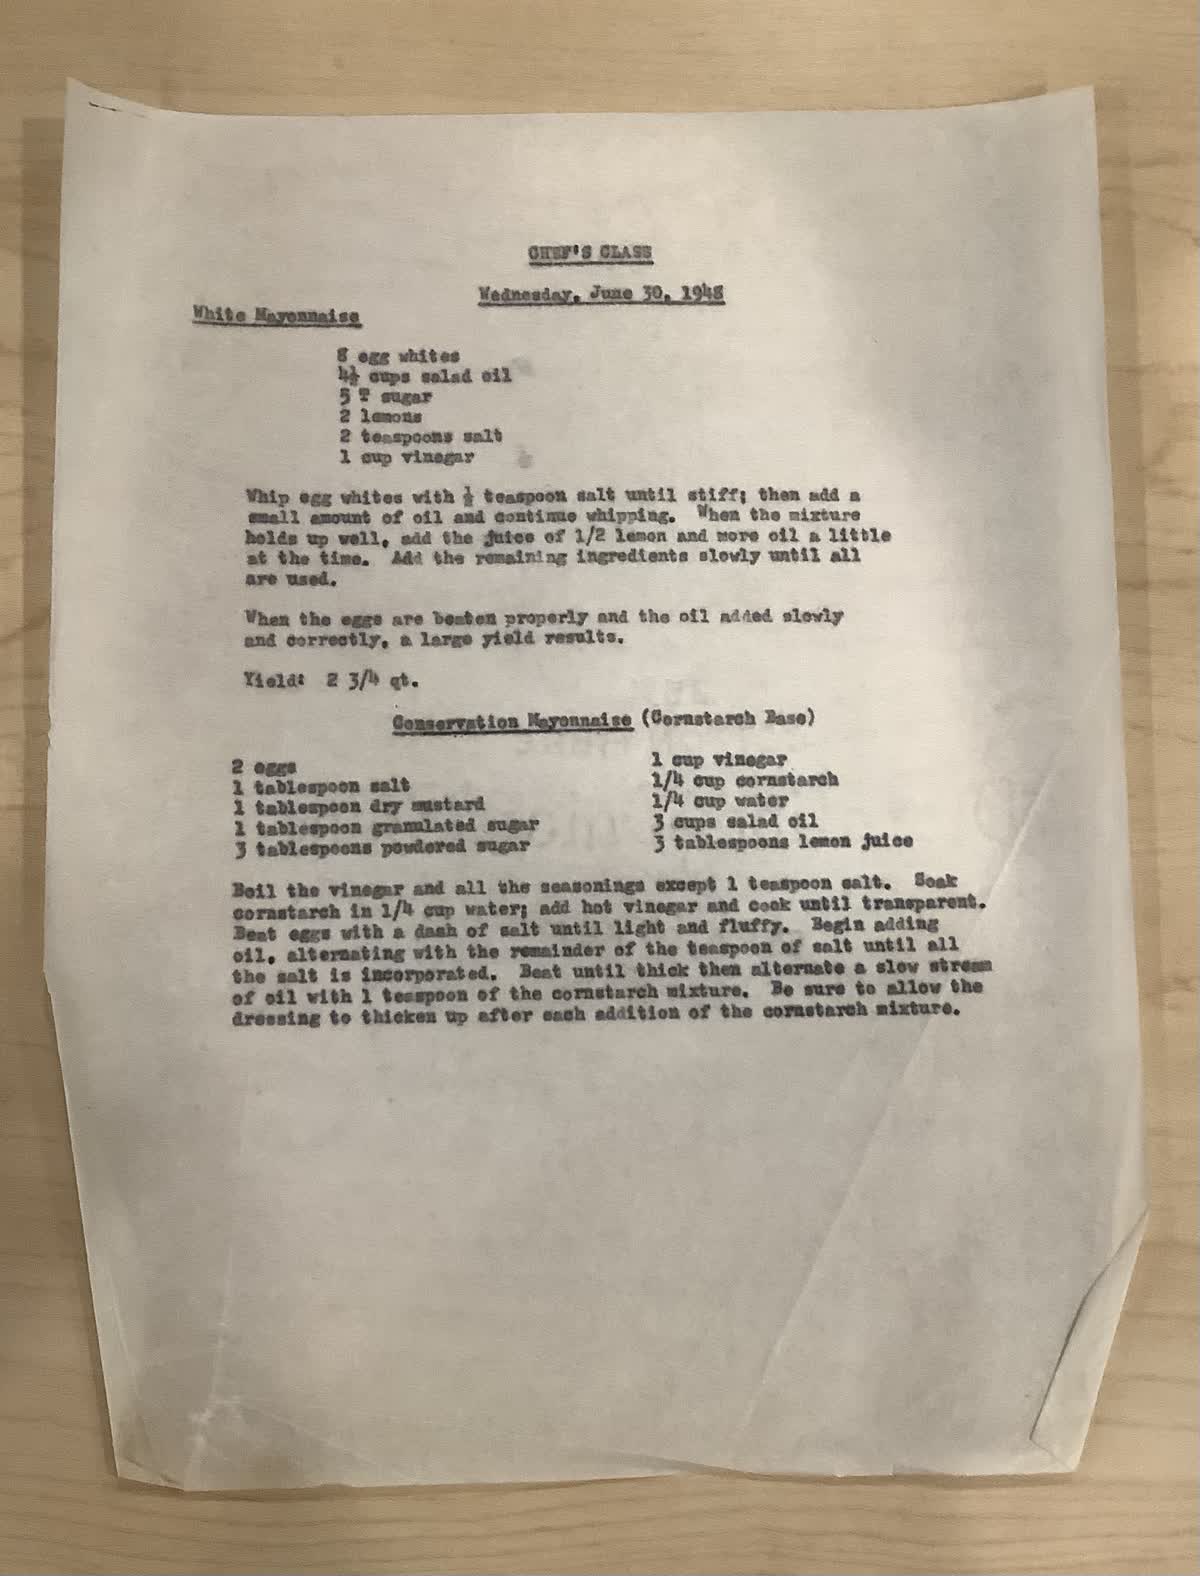 CHEF'S CLASS
Wednesday, June 30, 1948
White Mayonnaise
8 egg whites
4½ cups salad oil
5 T sugar
2 lemons
2 teaspoons salt
1 cup vinegar
Whip egg whites with ½ teaspoon salt until stiff; then add a
small amount of oil and continue whipping. When the mixture
holds up well, add the juice of 1/2 lemon and more oil a little
at the time. Add the remaining ingredients slowly until all
are used.
When the eggs are beaten properly and the oil added slowly
and correctly, a large yield results.
Yield: 2 3/4 qt.
Conservation Mayonnaise (Cornstarch Base)
2 eggs
1 tablespoon salt
1 tablespoon dry mustard
1 tablespoon granulated sugar
3 tablespoons powdered sugar
1 cup vinegar
1/4 cup cornstarch
1/4 cup water
3 cups salad oil
3 tablespoons lemon juice
Boil the vinegar and all the seasonings except 1 teaspoon salt. Soak
cornstarch in 1/4 cup water; add hot vinegar and cook until transparent.
Beat eggs with a dash of salt until light and fluffy. Begin adding
oil, alternating with the remainder of the teaspoon of salt until all
the salt is incorporated. Beat until thick then alternate a slow stream
of oil with 1 teaspoon of the cornstarch mixture. Be sure to allow the
dressing to thicken up after each addition of the cornstarch mixture.